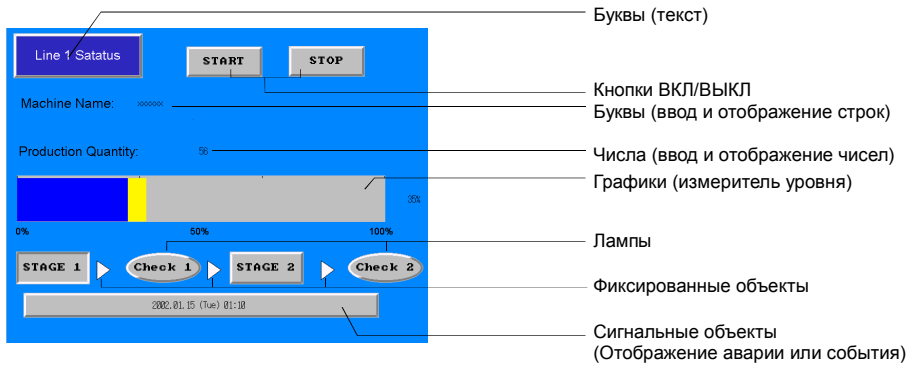 Буквы (текст)
Line 1 Satatus
START
STOP
Кнопки ВКЛ/ВЫКЛ
Machine Name:
xxxxxxx
Буквы (ввод и отображение строк)
Production Quantity:
56
Числа (ввод и отображение чисел)
Графики (измеритель уровня)
35%
0%
50%
100%
Лампы
STAGE 1
Check 1
STAGE 2
Check 2
Фиксированные объекты
2002.01.15 (Tue) 01:10
Сигнальные объекты
(Отображение аварии или события)